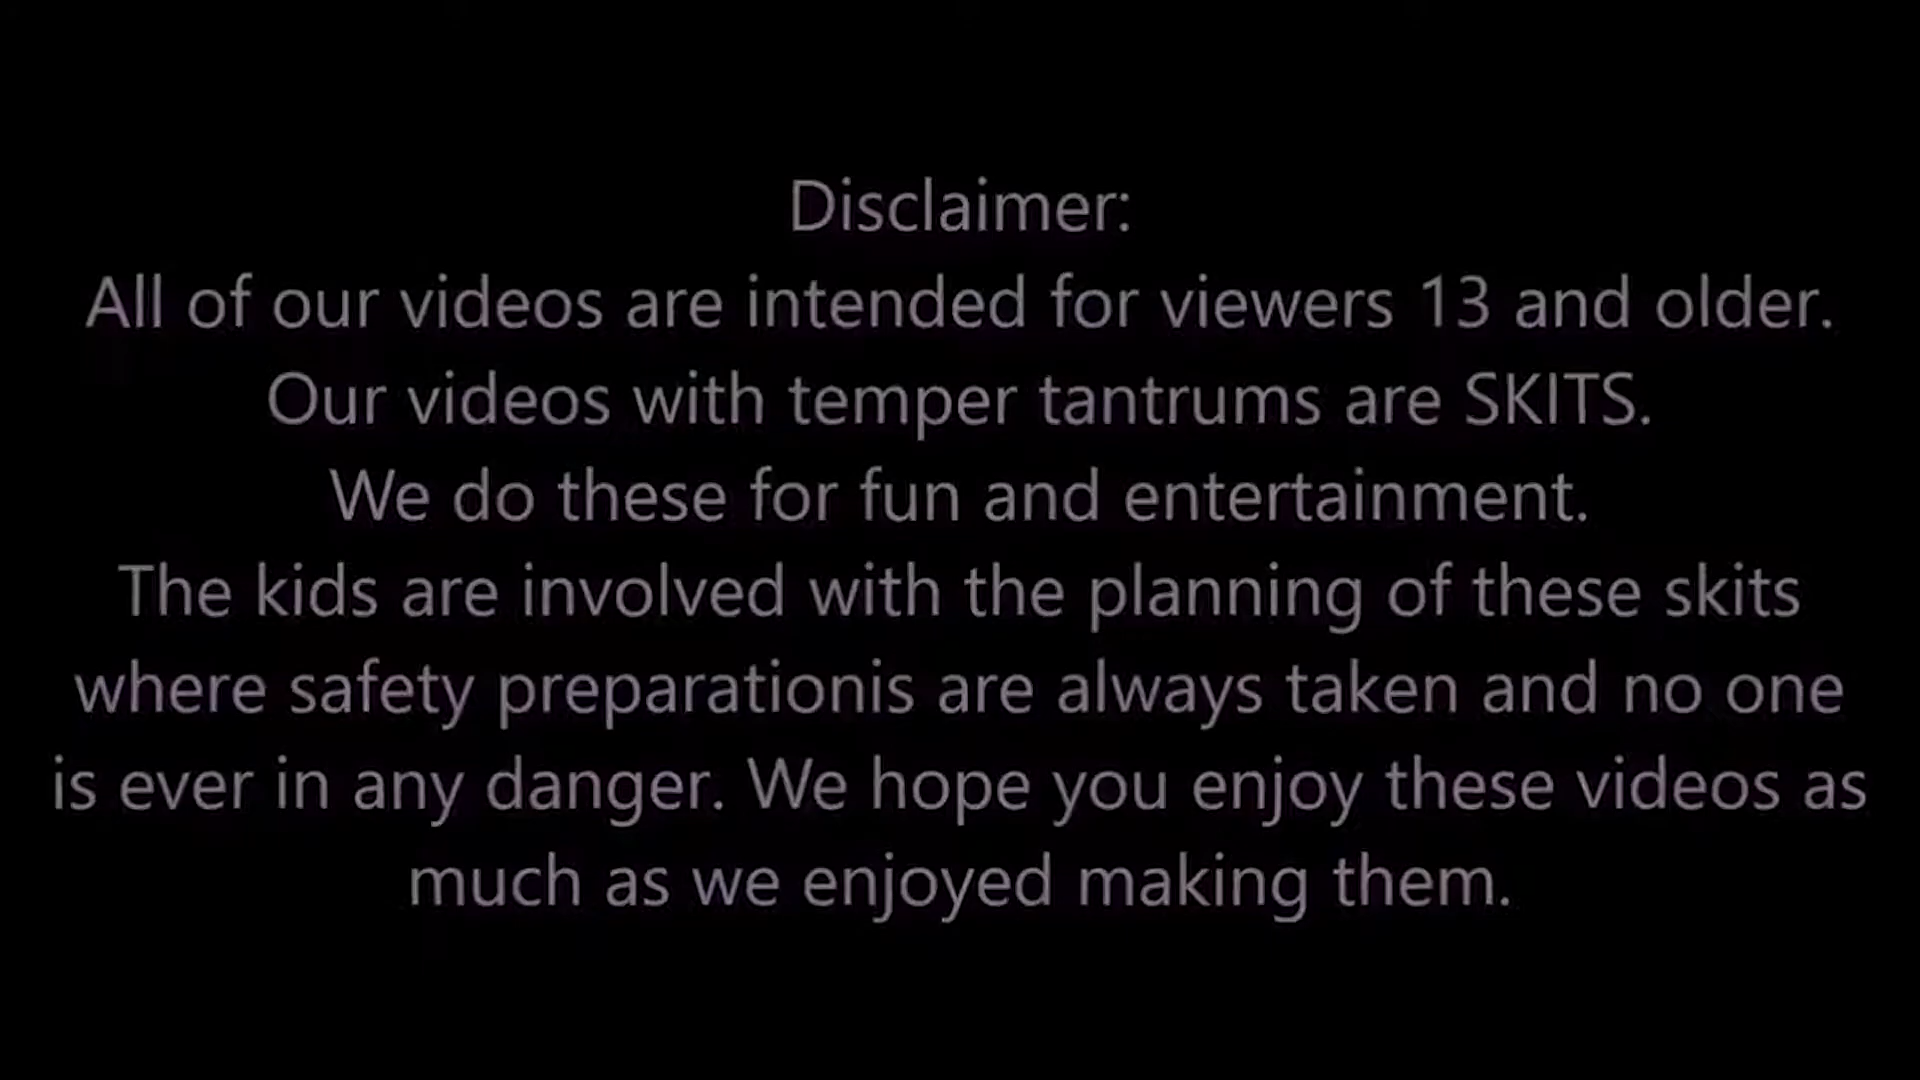 Disclaimer:
All of our videos are intended for viewers 13 and older.
Our videos with temper tantrums are SKITS.
We do these for fun and entertainment.
The kids are involved with the planning of these skits
where safety preparationis are always taken and no one
is ever in any danger. We hope you enjoy these videos as
much as we enjoyed making them.